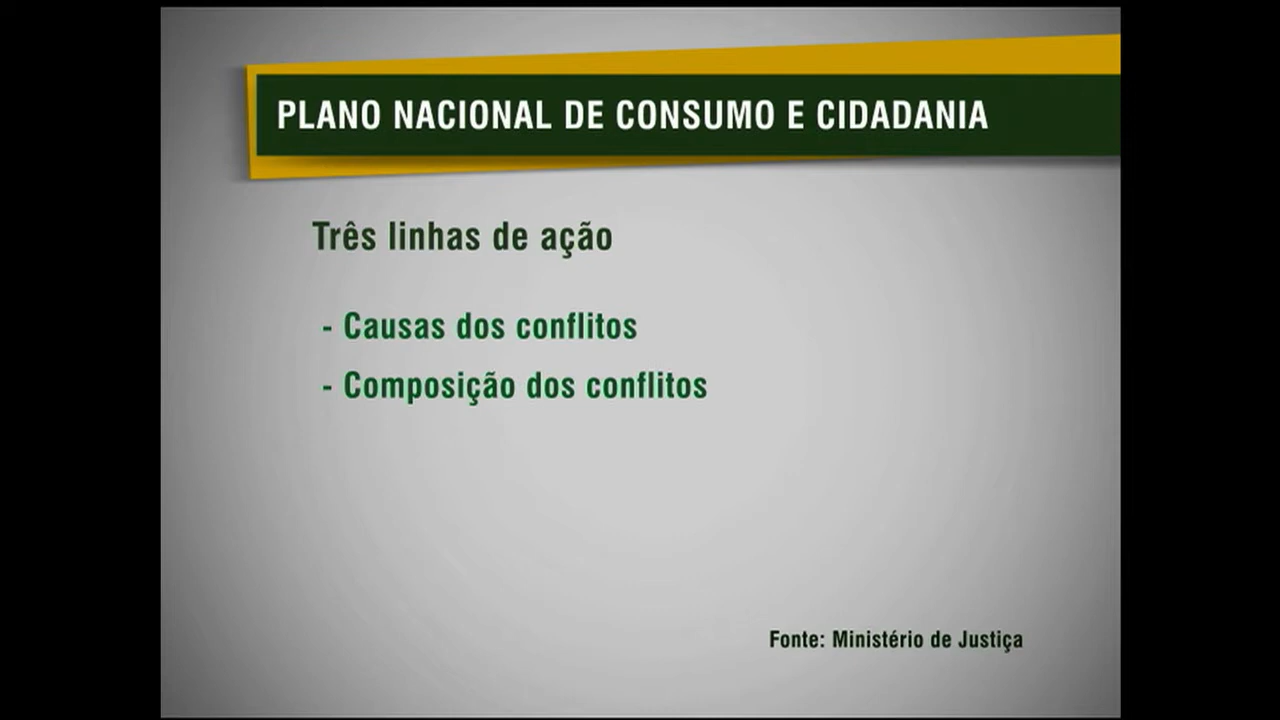 PLANO NACIONAL DE CONSUMO E CIDADANIA
Três linhas de ação
- Causas dos conflitos
- Composição dos conflitos
Fonte: Ministério de Justiça